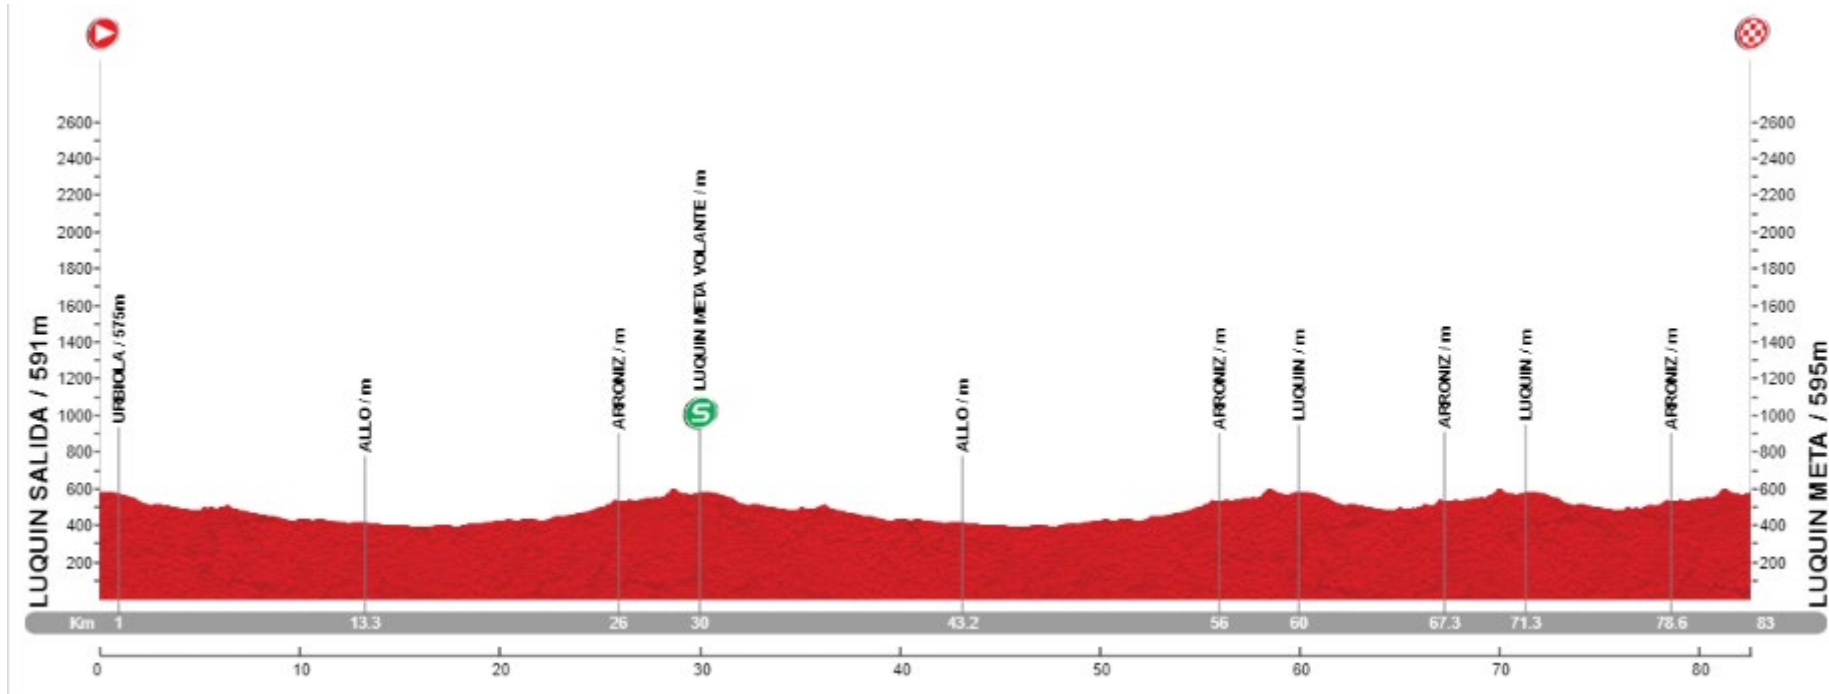 2600
2400
2200
2000
1800
1600
1400
1200
1000
800
600
400
200
LUQUIN SALIDA / 591m
URBIOLA / 575m
ALLO / m
ARRONIZ / m
LUQUIN META VOLANTE / m
S
ALLO / m
ARRONIZ / m
LUQUIN / m
ARRONIZ / m
LUQUIN / m
ARRONIZ / m
2600
2400
2200
2000
1800
1600
1400
1200
1000
800
600
400
200
LUQUIN META / 595m
Km 1 13.3 26 30 43.2 56 60 67.3 71.3 78.6 83
0 10 20 30 40 50 60 70 80